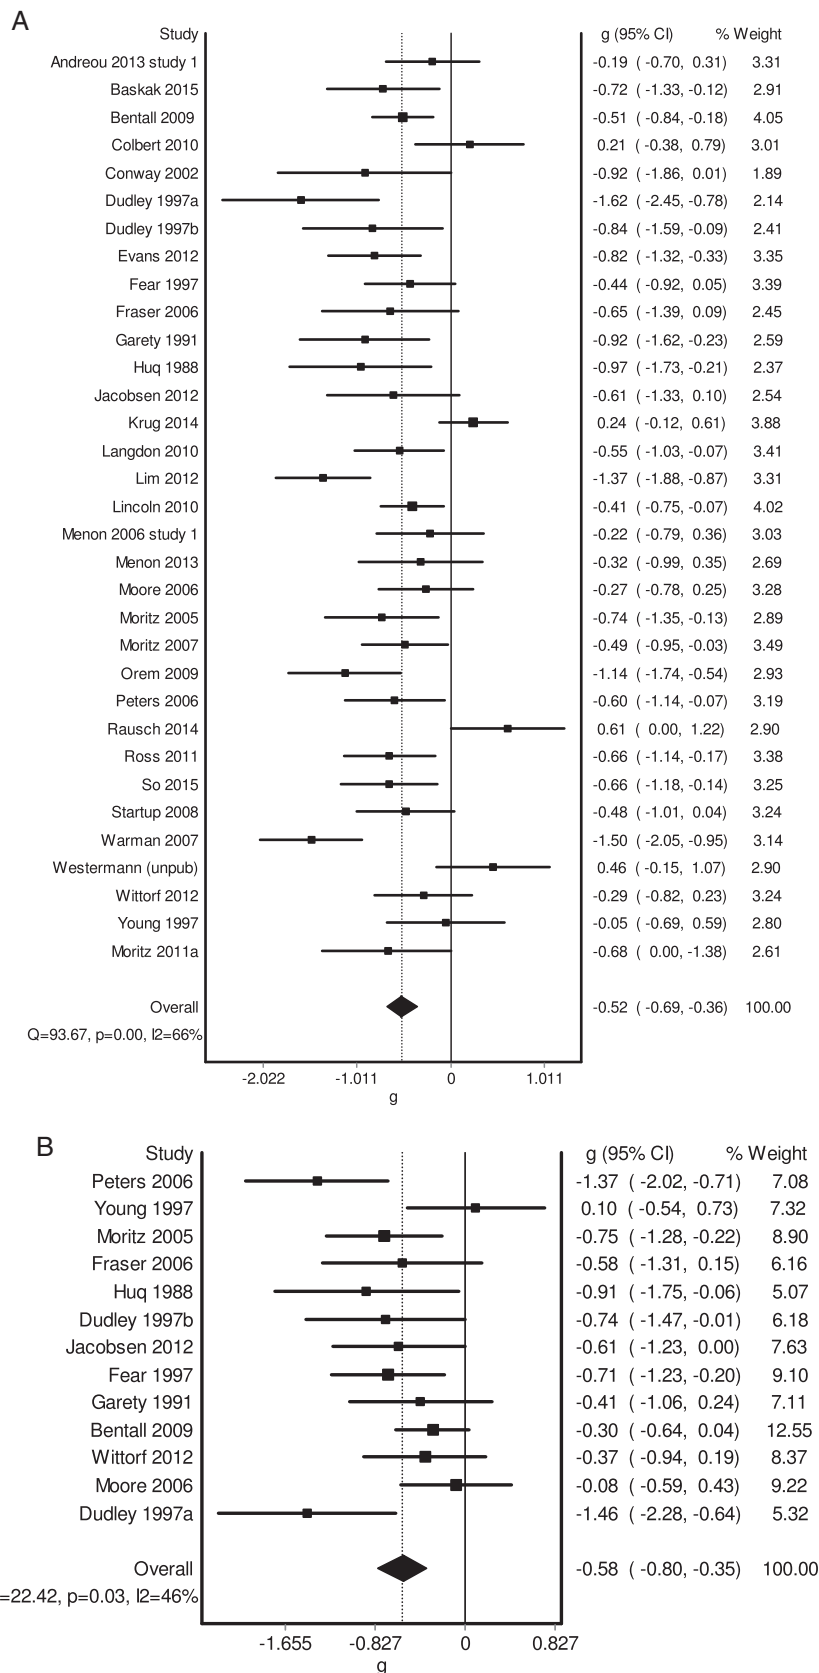 A
Study g (95% CI) % Weight
Andreou 2013 study 1 -0.19 ( -0.70, 0.31) 3.31
Baskak 2015 -0.72 ( -1.33, -0.12) 2.91
Bentall 2009 -0.51 ( -0.84, -0.18) 4.05
Colbert 2010 0.21 ( -0.38, 0.79) 3.01
Conway 2002 -0.92 ( -1.86, 0.01) 1.89
Dudley 1997a -1.62 ( -2.45, -0.78) 2.14
Dudley 1997b -0.84 ( -1.59, -0.09) 2.41
Evans 2012 -0.82 ( -1.32, -0.33) 3.35
Fear 1997 -0.44 ( -0.92, 0.05) 3.39
Fraser 2006 -0.65 ( -1.39, 0.09) 2.45
Garety 1991 -0.92 ( -1.62, -0.23) 2.59
Huq 1988 -0.97 ( -1.73, -0.21) 2.37
Jacobsen 2012 -0.61 ( -1.33, 0.10) 2.54
Krug 2014 0.24 ( -0.12, 0.61) 3.88
Langdon 2010 -0.55 ( -1.03, -0.07) 3.41
Lim 2012 -1.37 ( -1.88, -0.87) 3.31
Lincoln 2010 -0.41 ( -0.75, -0.07) 4.02
Menon 2006 study 1 -0.22 ( -0.79, 0.36) 3.03
Menon 2013 -0.32 ( -0.99, 0.35) 2.69
Moore 2006 -0.27 ( -0.78, 0.25) 3.28
Moritz 2005 -0.74 ( -1.35, -0.13) 2.89
Moritz 2007 -0.49 ( -0.95, -0.03) 3.49
Orem 2009 -1.14 ( -1.74, -0.54) 2.93
Peters 2006 -0.60 ( -1.14, -0.07) 3.19
Rausch 2014 0.61 ( 0.00, 1.22) 2.90
Ross 2011 -0.66 ( -1.14, -0.17) 3.38
So 2015 -0.66 ( -1.18, -0.14) 3.25
Startup 2008 -0.48 ( -1.01, 0.04) 3.24
Warman 2007 -1.50 ( -2.05, -0.95) 3.14
Westermann (unpub) 0.46 ( -0.15, 1.07) 2.90
Wittorf 2012 -0.29 ( -0.82, 0.23) 3.24
Young 1997 -0.05 ( -0.69, 0.59) 2.80
Moritz 2011a -0.68 ( 0.00, -1.38) 2.61
Overall -0.52 ( -0.69, -0.36) 100.00
Q=93.67, p=0.00, I2=66%
-2.022 -1.011 0 1.011
g
B
Study g (95% CI) % Weight
Peters 2006 -1.37 ( -2.02, -0.71) 7.08
Young 1997 0.10 ( -0.54, 0.73) 7.32
Moritz 2005 -0.75 ( -1.28, -0.22) 8.90
Fraser 2006 -0.58 ( -1.31, 0.15) 6.16
Huq 1988 -0.91 ( -1.75, -0.06) 5.07
Dudley 1997b -0.74 ( -1.47, -0.01) 6.18
Jacobsen 2012 -0.61 ( -1.23, 0.00) 7.63
Fear 1997 -0.71 ( -1.23, -0.20) 9.10
Garety 1991 -0.41 ( -1.06, 0.24) 7.11
Bentall 2009 -0.30 ( -0.64, 0.04) 12.55
Wittorf 2012 -0.37 ( -0.94, 0.19) 8.37
Moore 2006 -0.08 ( -0.59, 0.43) 9.22
Dudley 1997a -1.46 ( -2.28, -0.64) 5.32
Overall -0.58 ( -0.80, -0.35) 100.00
=22.42, p=0.03, I2=46%
-1.655 -0.827 0 0.827
g